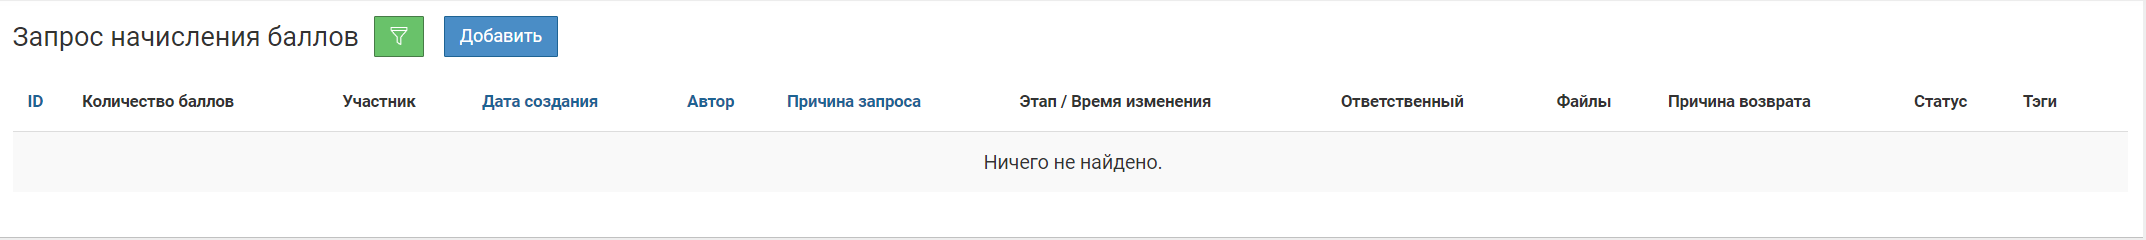 Запрос начисления баллов Добавить
ID Количество баллов Участник Дата создания Автор Причина запроса Этап / Время изменения Ответственный Файлы Причина возврата Статус Тэги
Ничего не найдено.